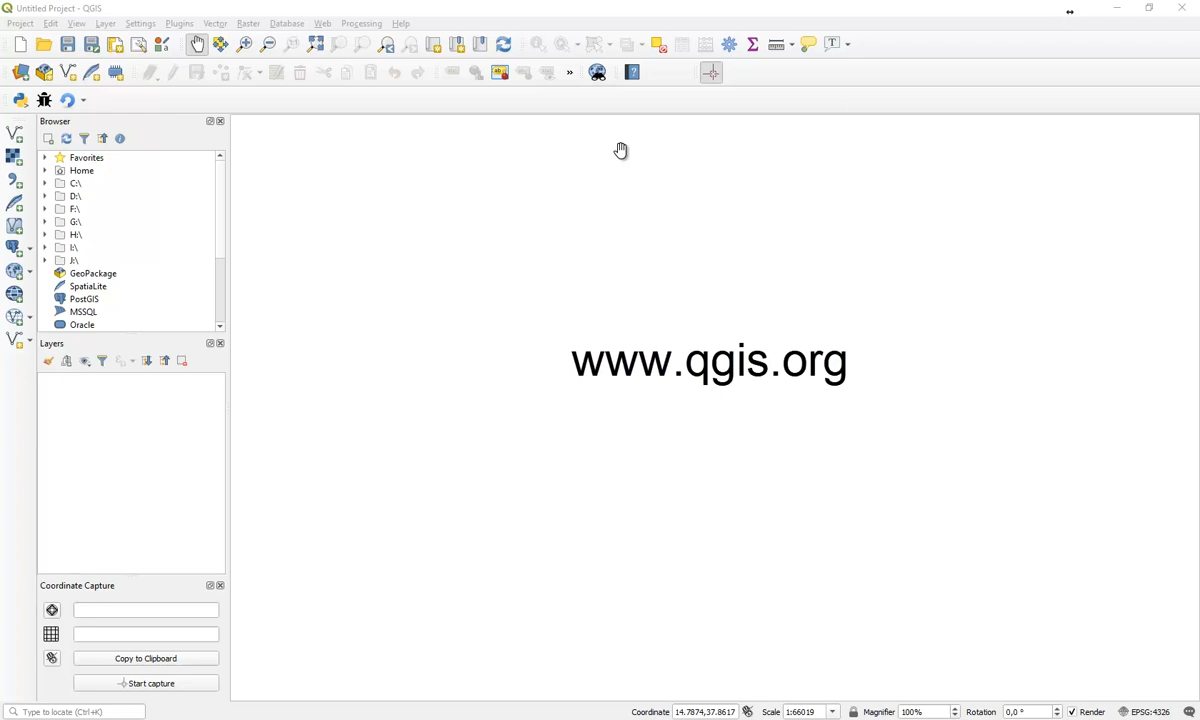 Untitled Project - QGIS
Project Edit View Layer Settings Plugins Vector Raster Database Web Processing Help
Browser
Favorites
Home
C:\
D:\
F:\
G:\
H:\
I:\
J:\
GeoPackage
SpatiaLite
PostGIS
MSSQL
Oracle
www.qgis.org
Layers
Coordinate Capture
Copy to Clipboard
Start capture
Type to locate (Ctrl+K) Coordinate 14.7874,37.8617 Scale 1:66019 Magnifier 100% Rotation 0,0 ° Render EPSG:4326